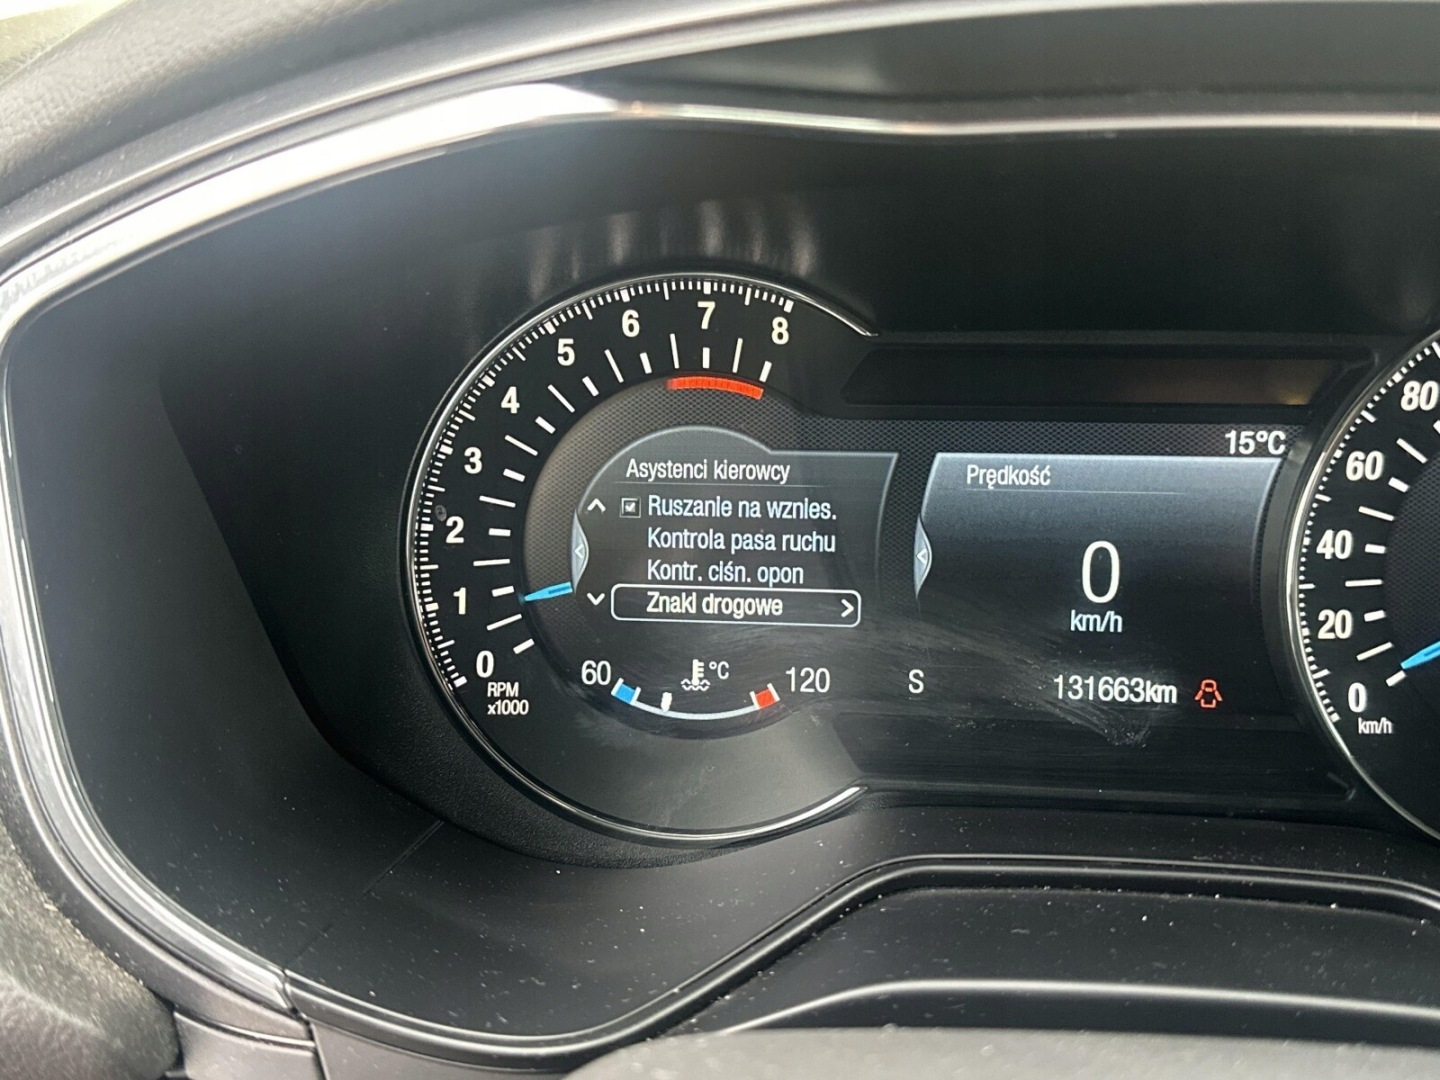 0
1
2
3
4
5
6
7
8
RPM
x1000
Asystenci kierowcy
Ruszanie na wznies.
Kontrola pasa ruchu
Kontr. ciśn. opon
Znaki drogowe
60
°C
120
15°C
Prędkość
0
km/h
S
131663km
80
60
40
20
0
km/h